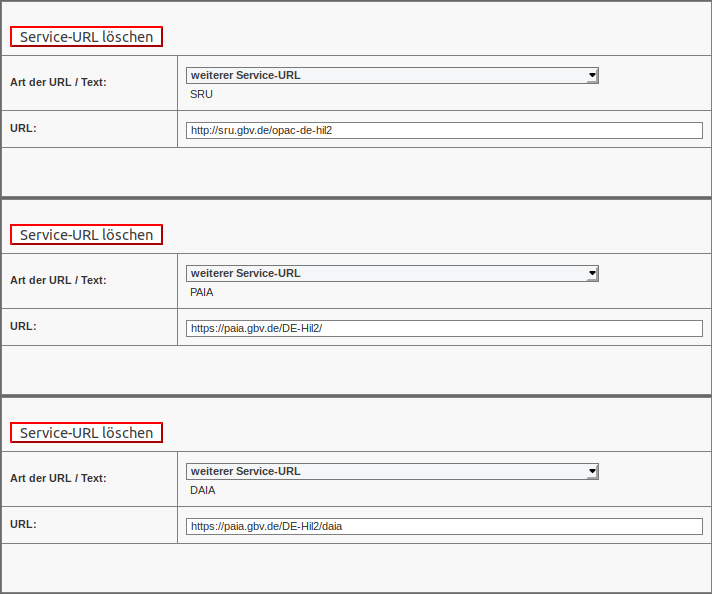 Service-URL löschen
Art der URL / Text:
weiterer Service-URL
SRU
URL:
http://sru.gbv.de/opac-de-hil2
Service-URL löschen
Art der URL / Text:
weiterer Service-URL
PAIA
URL:
https://paia.gbv.de/DE-Hil2/
Service-URL löschen
Art der URL / Text:
weiterer Service-URL
DAIA
URL:
https://paia.gbv.de/DE-Hil2/daia